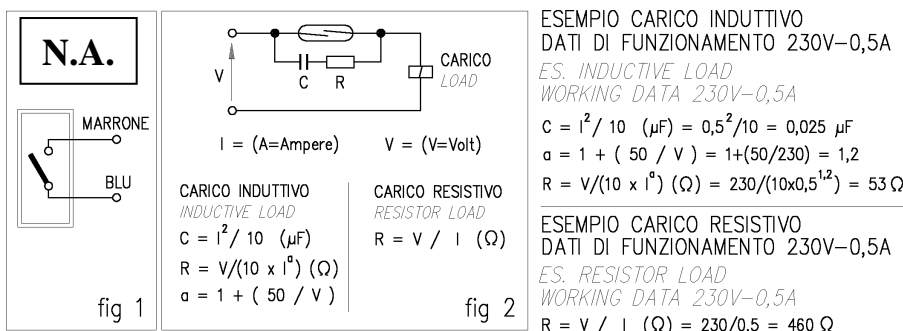 N.A.
MARRONE
BLU
fig 1
V
C
R
CARICO
LOAD
I = (A=Ampere) V = (V=Volt)
CARICO INDUTTIVO
INDUCTIVE LOAD
C = I²/ 10 (μF)
R = V/(10 x Iᵅ) (Ω)
a = 1 + ( 50 / V )
CARICO RESISTIVO
RESISTOR LOAD
R = V / I (Ω)
fig 2
ESEMPIO CARICO INDUTTIVO
DATI DI FUNZIONAMENTO 230V–0,5A
ES. INDUCTIVE LOAD
WORKING DATA 230V–0,5A
C = I²/ 10 (μF) = 0,5²/10 = 0,025 μF
a = 1 + ( 50 / V ) = 1+(50/230) = 1,2
R = V/(10 x Iᵅ) (Ω) = 230/(10x0,5¹,²) = 53 Ω
ESEMPIO CARICO RESISTIVO
DATI DI FUNZIONAMENTO 230V–0,5A
ES. RESISTOR LOAD
WORKING DATA 230V–0,5A
R = V / I (Ω) = 230/0,5 = 460 Ω